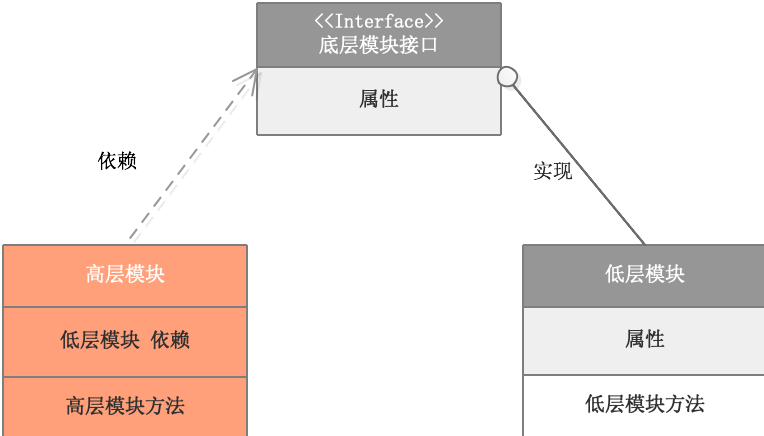 <<Interface>>
底层模块接口
属性
依赖
实现
高层模块
低层模块 依赖
高层模块方法
低层模块
属性
低层模块方法